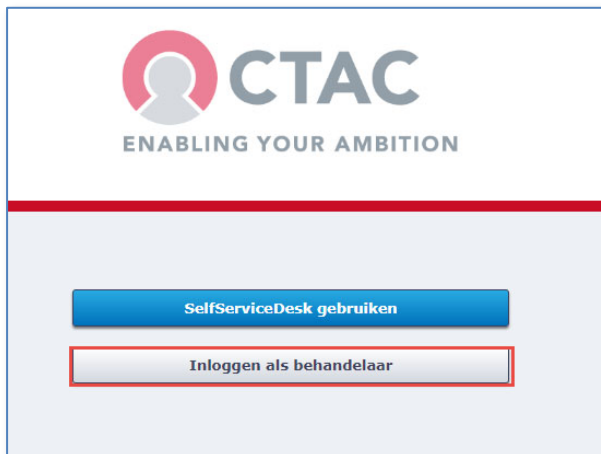 CTAC
ENABLING YOUR AMBITION
SelfServiceDesk gebruiken
Inloggen als behandelaar